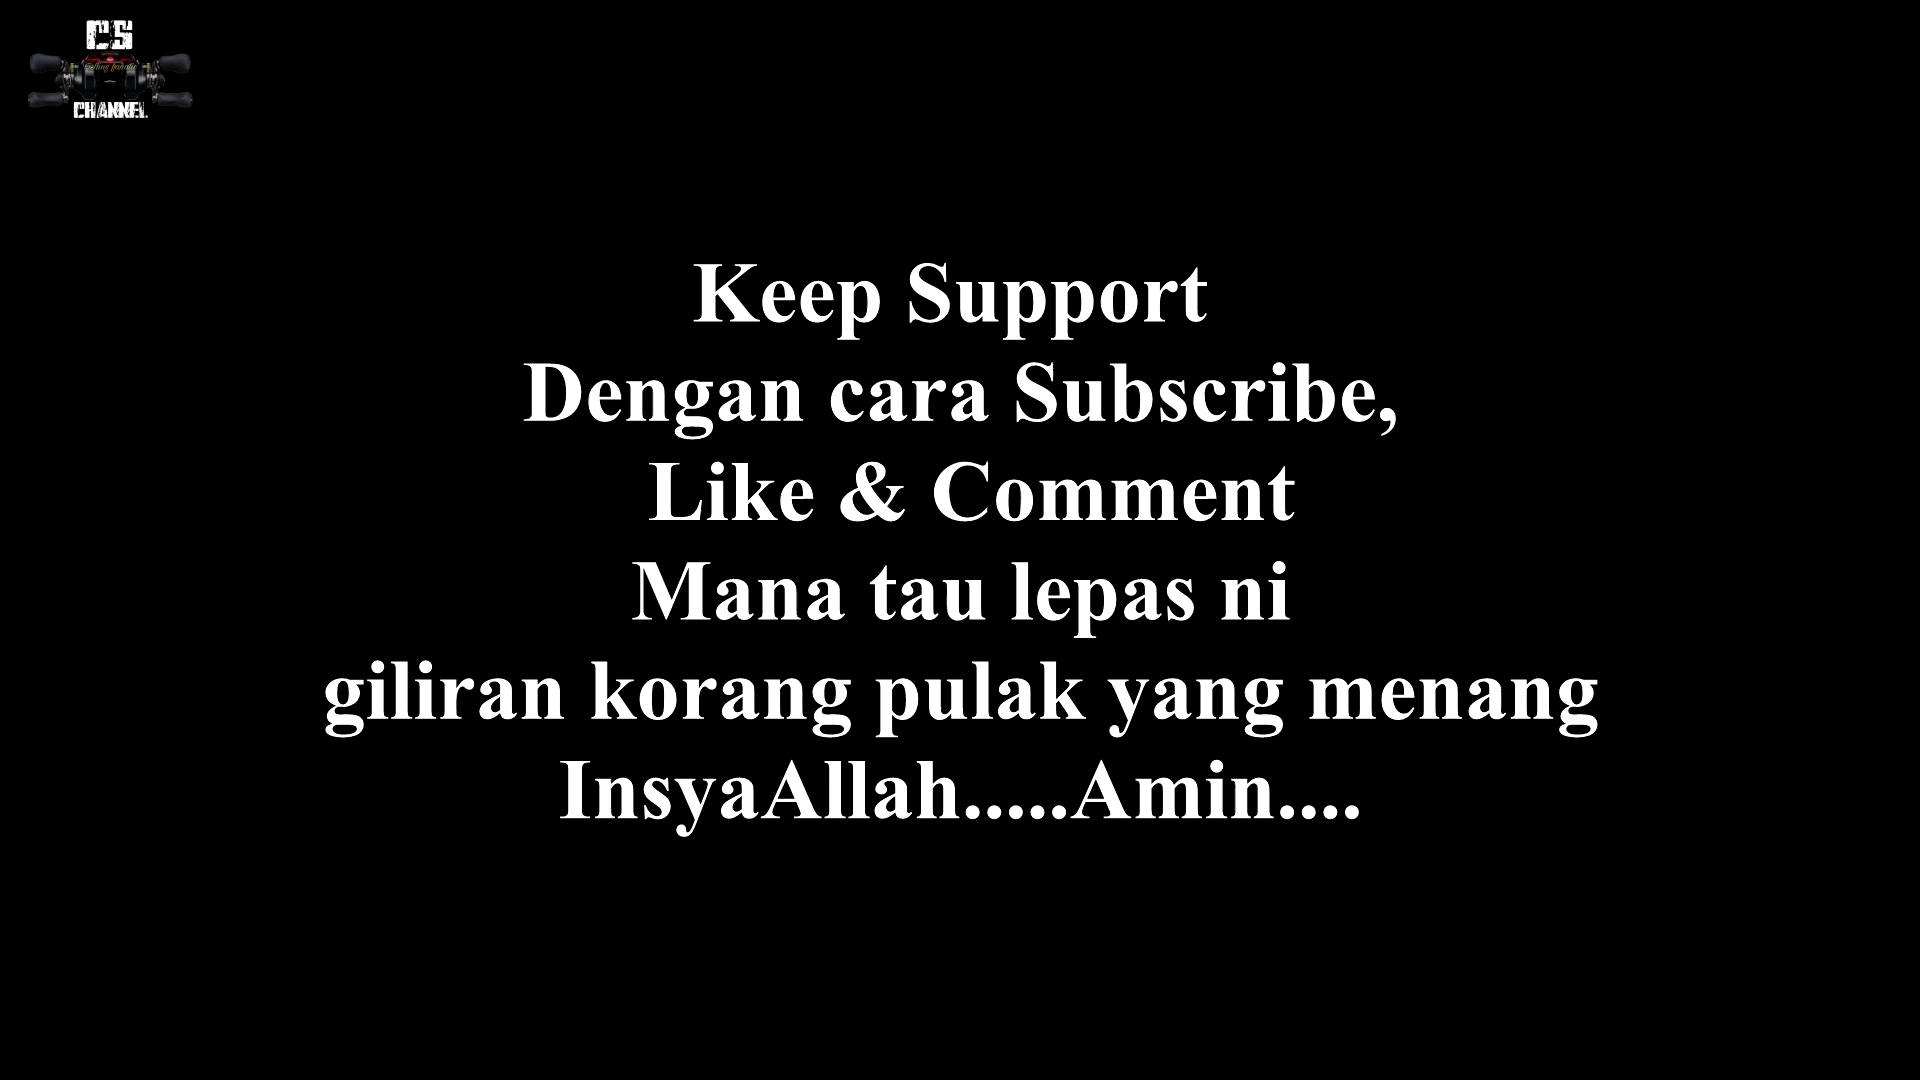 CS
CHANNEL
Keep Support
Dengan cara Subscribe,
Like & Comment
Mana tau lepas ni
giliran korang pulak yang menang
InsyaAllah.....Amin....